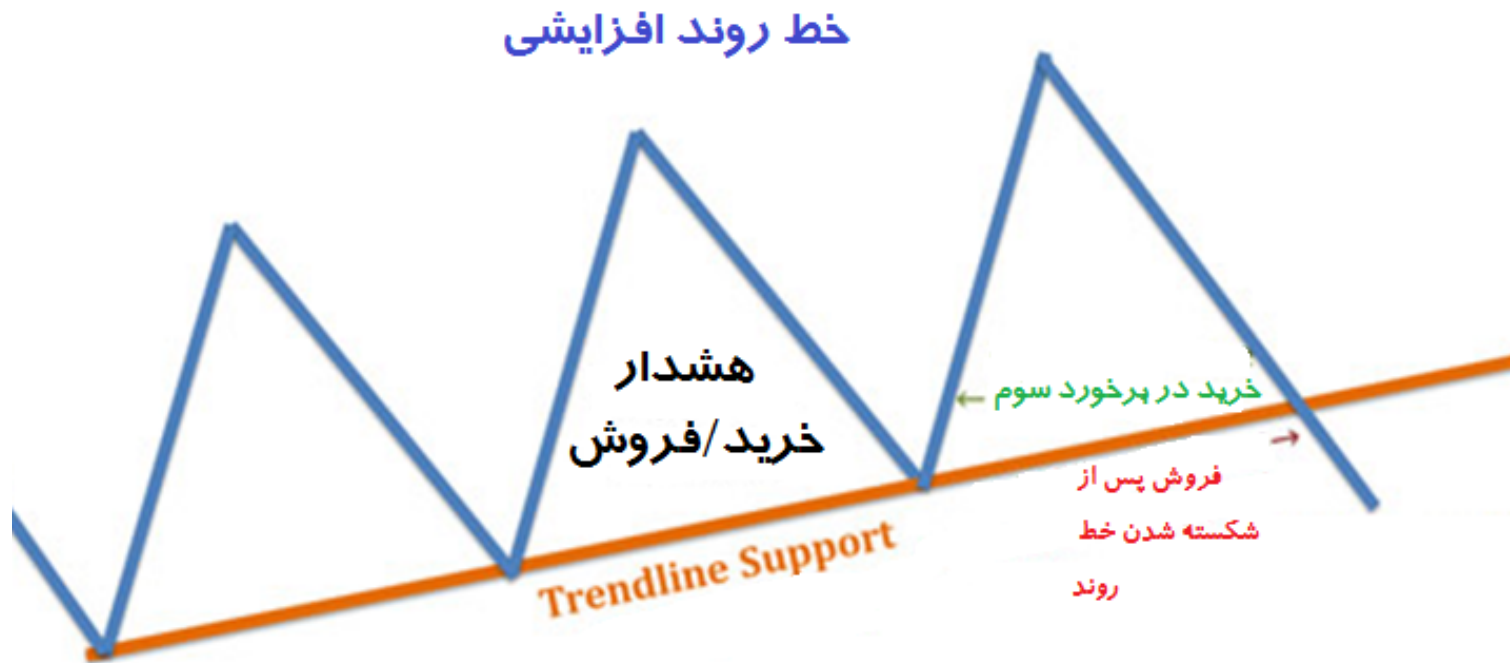 خط روند افزایشی
هشدار
خرید/فروش
خرید در برخورد سوم ←
→
فروش پس از
شکسته شدن خط
روند
Trendline Support